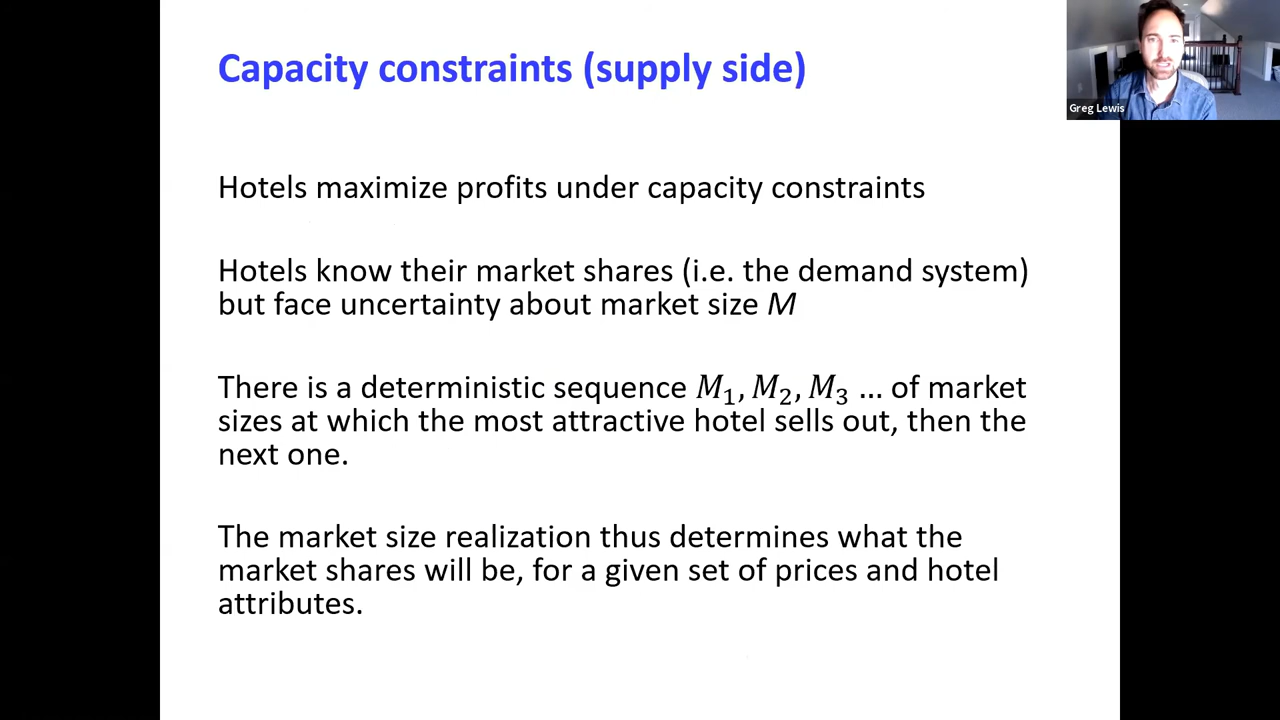 Capacity constraints (supply side)
Greg Lewis
Hotels maximize profits under capacity constraints
Hotels know their market shares (i.e. the demand system)
but face uncertainty about market size M
There is a deterministic sequence M₁, M₂, M₃ ... of market
sizes at which the most attractive hotel sells out, then the
next one.
The market size realization thus determines what the
market shares will be, for a given set of prices and hotel
attributes.